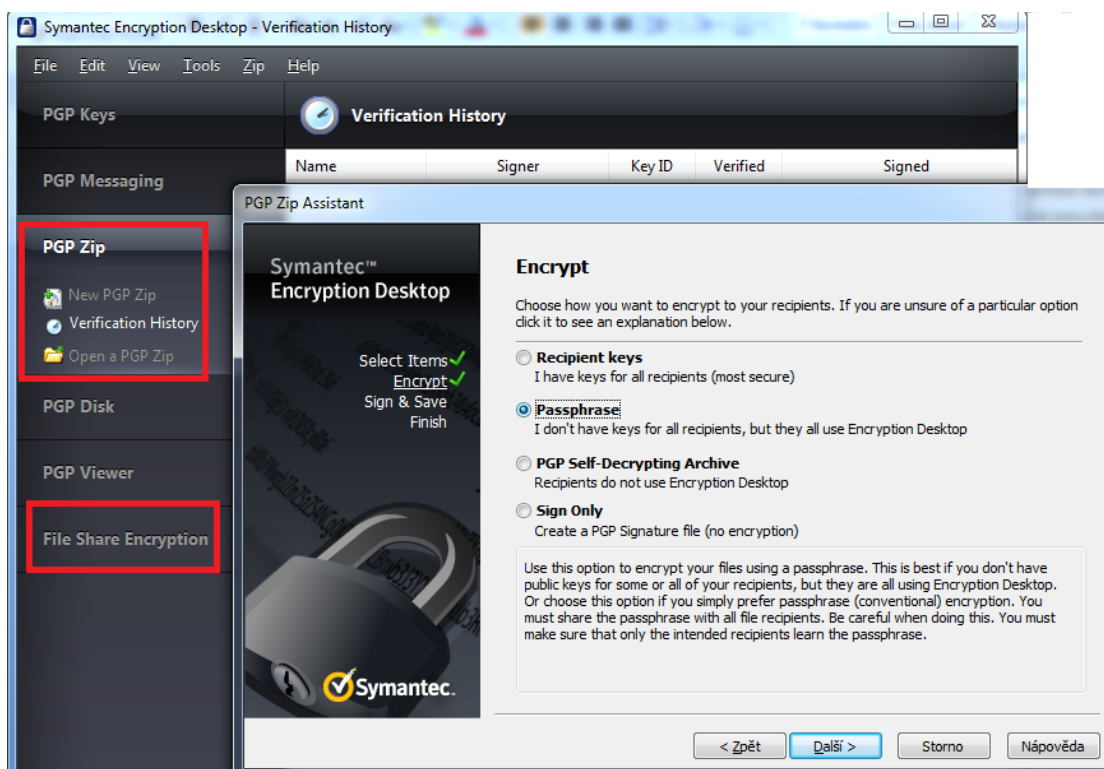 Symantec Encryption Desktop - Verification History
File Edit View Tools Zip Help
PGP Keys
Verification History
Name Signer Key ID Verified Signed
PGP Messaging
PGP Zip Assistant
PGP Zip
New PGP Zip
Verification History
Open a PGP Zip
PGP Disk
PGP Viewer
File Share Encryption
Symantec™
Encryption Desktop
Select Items
Encrypt
Sign & Save
Finish
Symantec.
Encrypt
Choose how you want to encrypt to your recipients. If you are unsure of a particular option
click it to see an explanation below.
Recipient keys
I have keys for all recipients (most secure)
Passphrase
I don't have keys for all recipients, but they all use Encryption Desktop
PGP Self-Decrypting Archive
Recipients do not use Encryption Desktop
Sign Only
Create a PGP Signature file (no encryption)
Use this option to encrypt your files using a passphrase. This is best if you don't have
public keys for some or all of your recipients, but they are all using Encryption Desktop.
Or choose this option if you simply prefer passphrase (conventional) encryption. You
must share the passphrase with all file recipients. Be careful when doing this. You must
make sure that only the intended recipients learn the passphrase.
< Zpět Další > Storno Nápověda